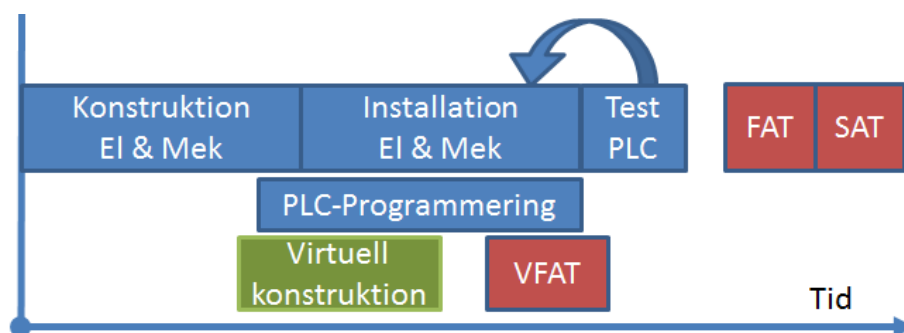 Konstruktion
El & Mek
Installation
El & Mek
Test
PLC
FAT
SAT
PLC-Programmering
Virtuell
konstruktion
VFAT
Tid